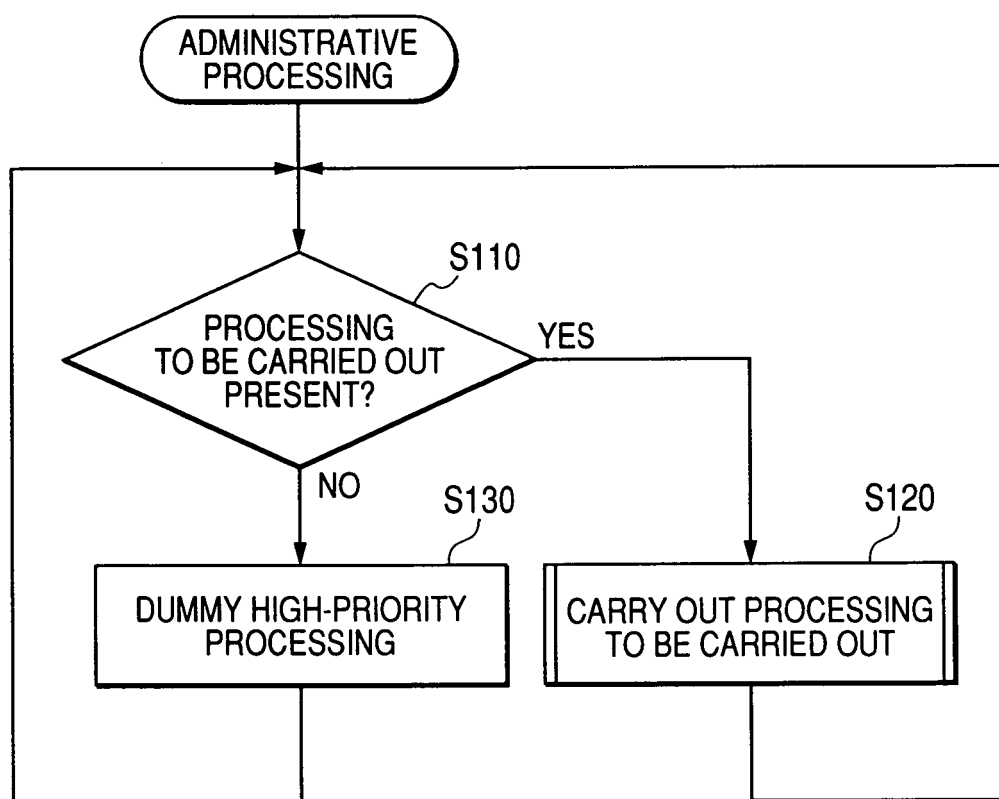 ADMINISTRATIVE
PROCESSING
S110
PROCESSING
TO BE CARRIED OUT
PRESENT?
YES
NO
S130
S120
DUMMY HIGH-PRIORITY
PROCESSING
CARRY OUT PROCESSING
TO BE CARRIED OUT